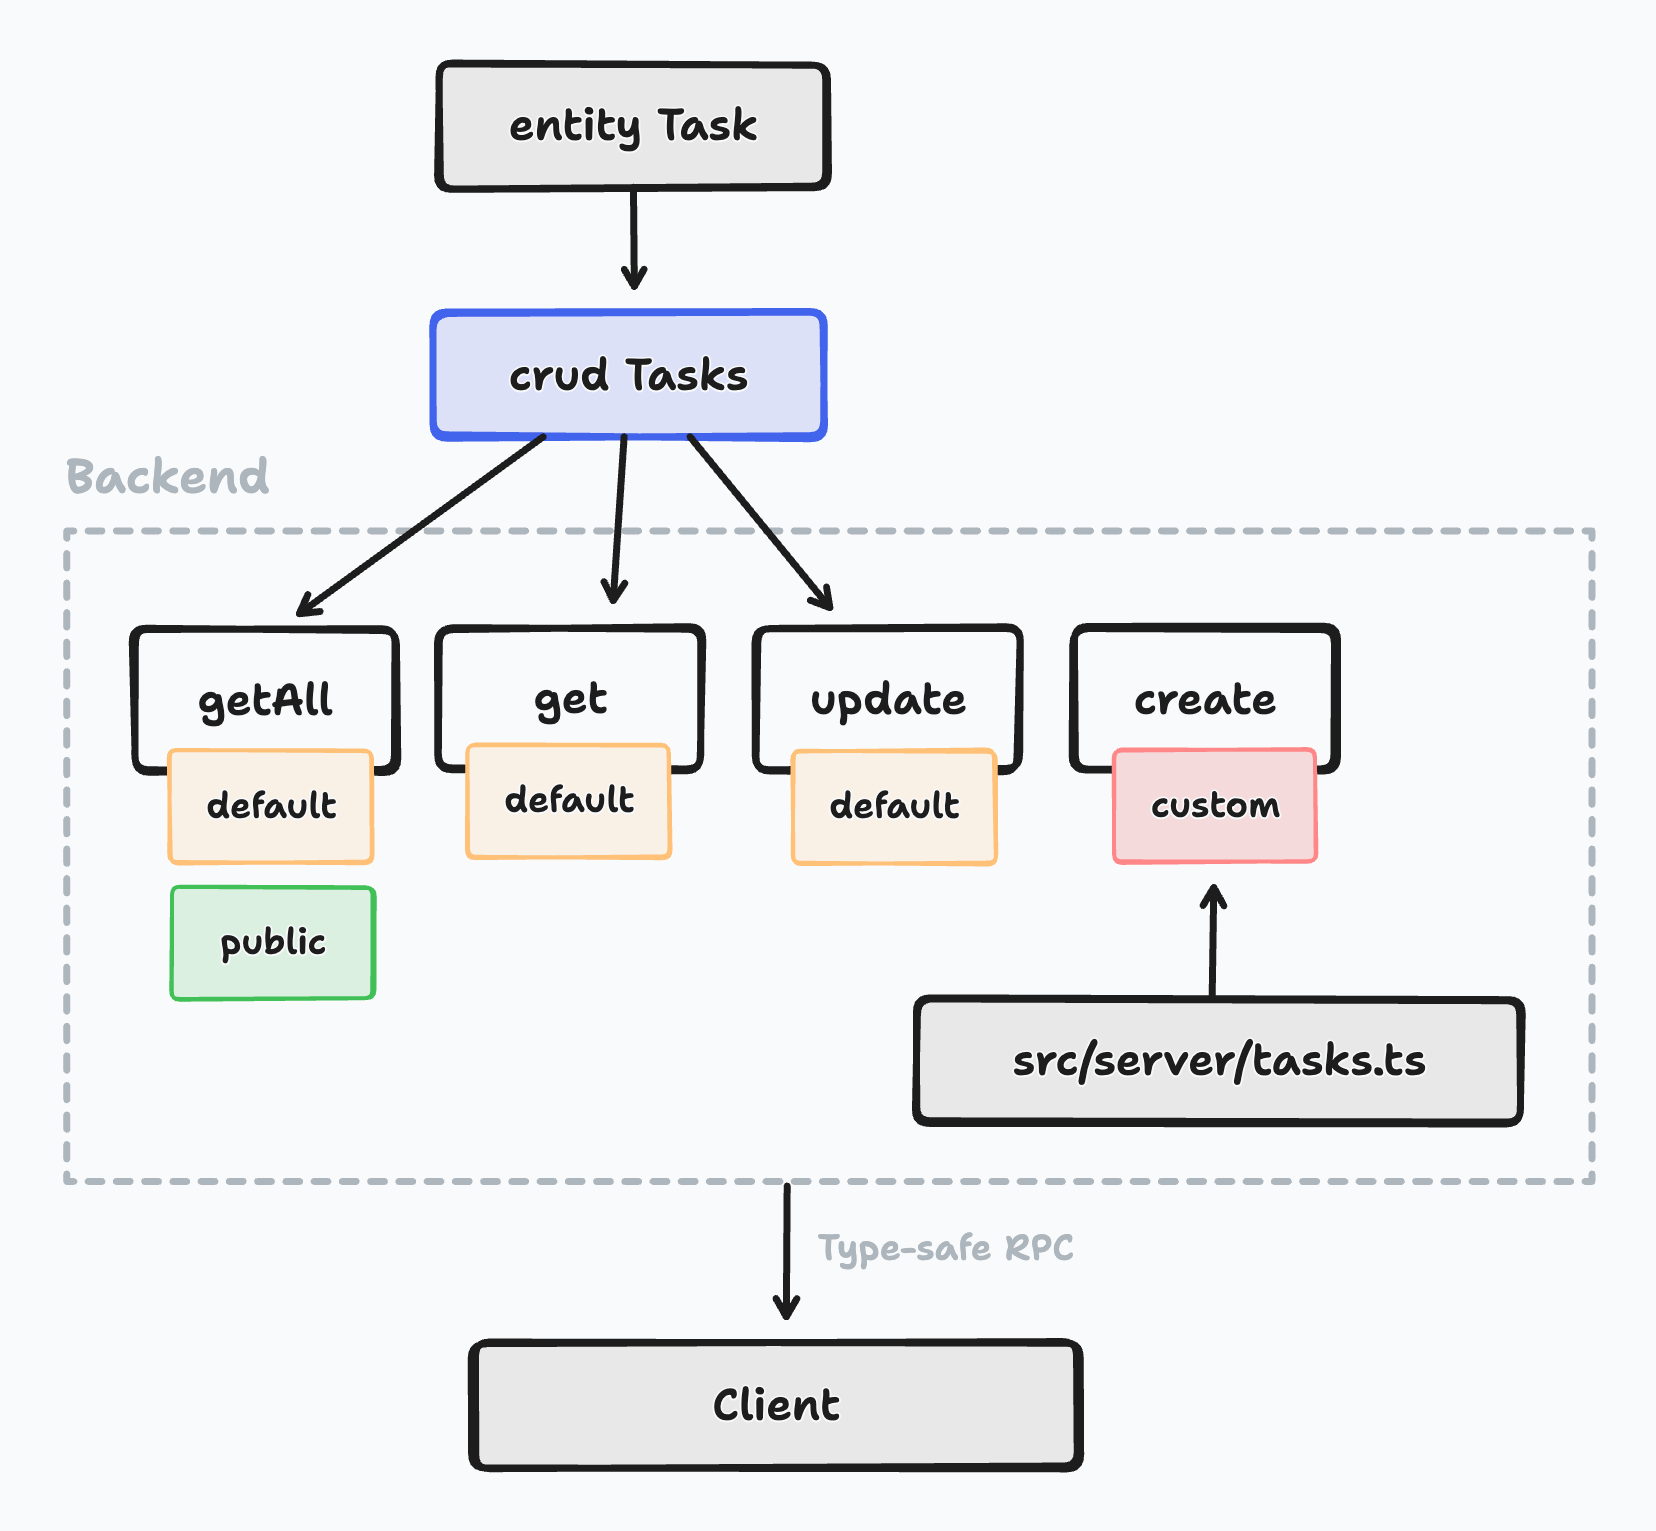 entity Task
crud Tasks
Backend
getAll
get
update
create
default
default
default
custom
public
src/server/tasks.ts
Type-safe RPC
Client